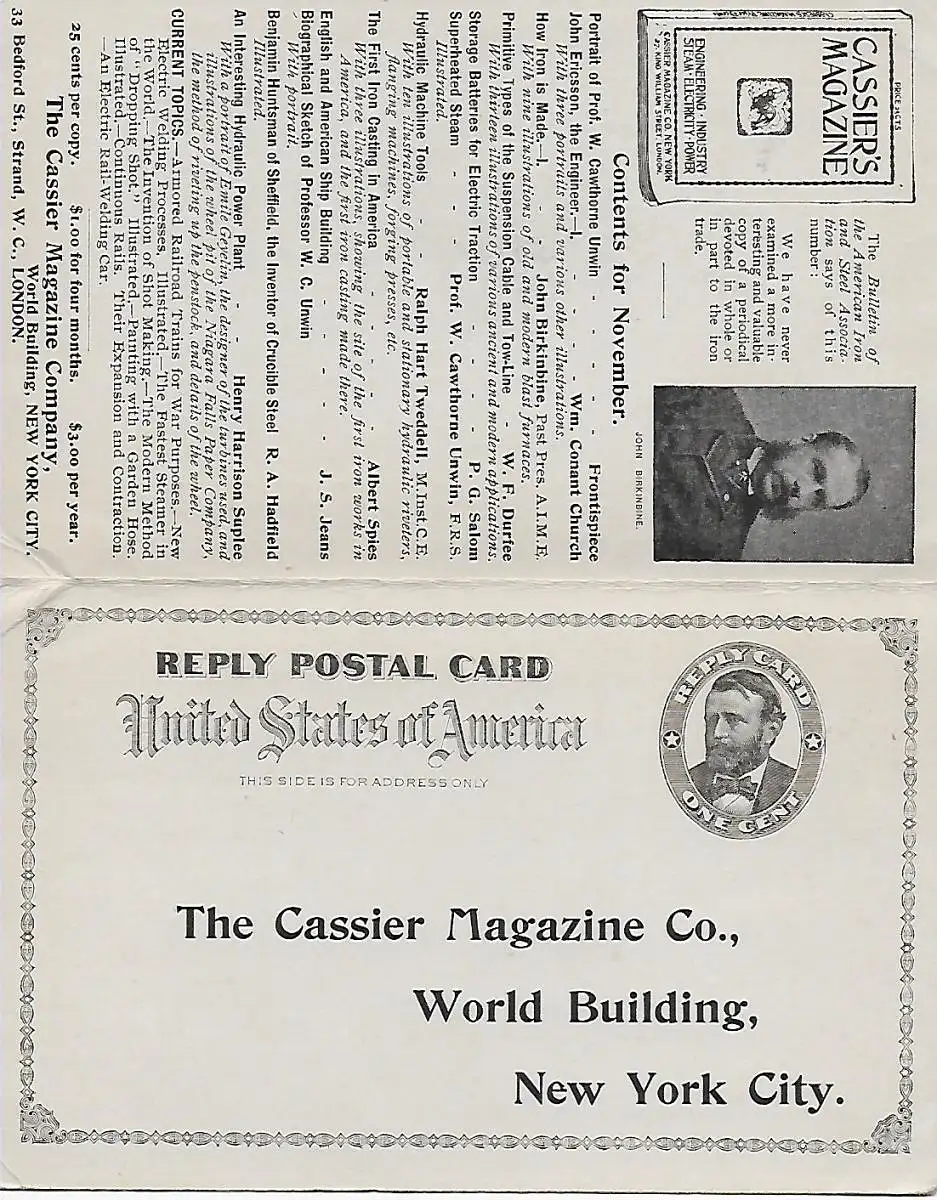 PRICE 25CTS
CASSIER'S
MAGAZINE
ENGINEERING·INDUSTRY
STEAM·ELECTRICITY·POWER
CASSIER MAGAZINE CO. NEW YORK
27, KING WILLIAM STREET LONDON.
The Bulletin of
the American Iron
and Steel Associa-
tion says of this
number:
We have never
examined a more in-
teresting and valuable
copy of a periodical
devoted in whole or
in part to the iron
trade.
JOHN BIRKINBINE.
Contents for November.
Portrait of Prof. W. Cawthorne Unwin - Frontispiece
John Ericsson, the Engineer—I. - Wm. Conant Church
With three portraits and various other illustrations.
How Iron is Made.—I. - John Birkinbine, Past Pres. A.I.M.E.
With nine illustrations of old and modern blast furnaces.
Primitive Types of the Suspension Cable and Tow-Line - W. F. Durfee
With thirteen illustrations of various ancient and modern applications.
Storage Batteries for Electric Traction - P. G. Salom
Superheated Steam - - - Prof. W. Cawthorne Unwin, F.R.S.
Hydraulic Machine Tools - - Ralph Hart Tweddell, M.Inst.C.E.
With ten illustrations of portable and stationary hydraulic riveters,
flanging machines, forging presses, etc.
The First Iron Casting in America - - - Albert Spies
With three illustrations, showing the site of the first iron works in
America, and the first iron casting made there.
English and American Ship Building - - - J. S. Jeans
Biographical Sketch of Professor W. C. Unwin
With portrait.
Benjamin Huntsman of Sheffield, the Inventor of Crucible Steel R. A. Hadfield
Illustrated.
An Interesting Hydraulic Power Plant - - Henry Harrison Suplee
With a portrait of Emile Geyelin, the designer of the turbines used, and
illustrations of the wheel pit of the Niagara Falls Paper Company,
the method of riveting up the penstock, and details of the wheel.
CURRENT TOPICS.—Armored Railroad Trains for War Purposes.—New
Electric Welding Processes, Illustrated.—The Fastest Steamer in
the World.—The Invention of Shot Making.—The Modern Method
of "Dropping Shot," Illustrated.—Painting with a Garden Hose,
Illustrated.—Continuous Rails. Their Expansion and Contraction.
—An Electric Rail-Welding Car.
25 cents per copy. $1.00 for four months. $3.00 per year.
The Cassier Magazine Company,
World Building, NEW YORK CITY.
33 Bedford St., Strand, W. C., LONDON.
REPLY POSTAL CARD
United States of America
THIS SIDE IS FOR ADDRESS ONLY
REPLY CARD
ONE CENT
The Cassier Magazine Co.,
World Building,
New York City.